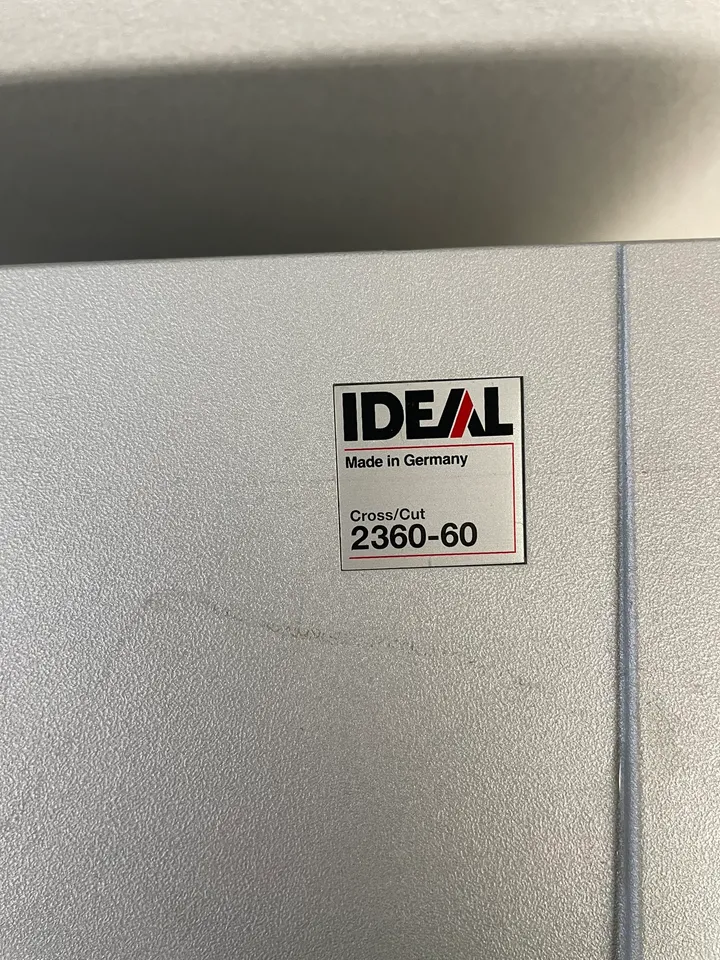 IDEAL
Made in Germany
Cross/Cut
2360-60